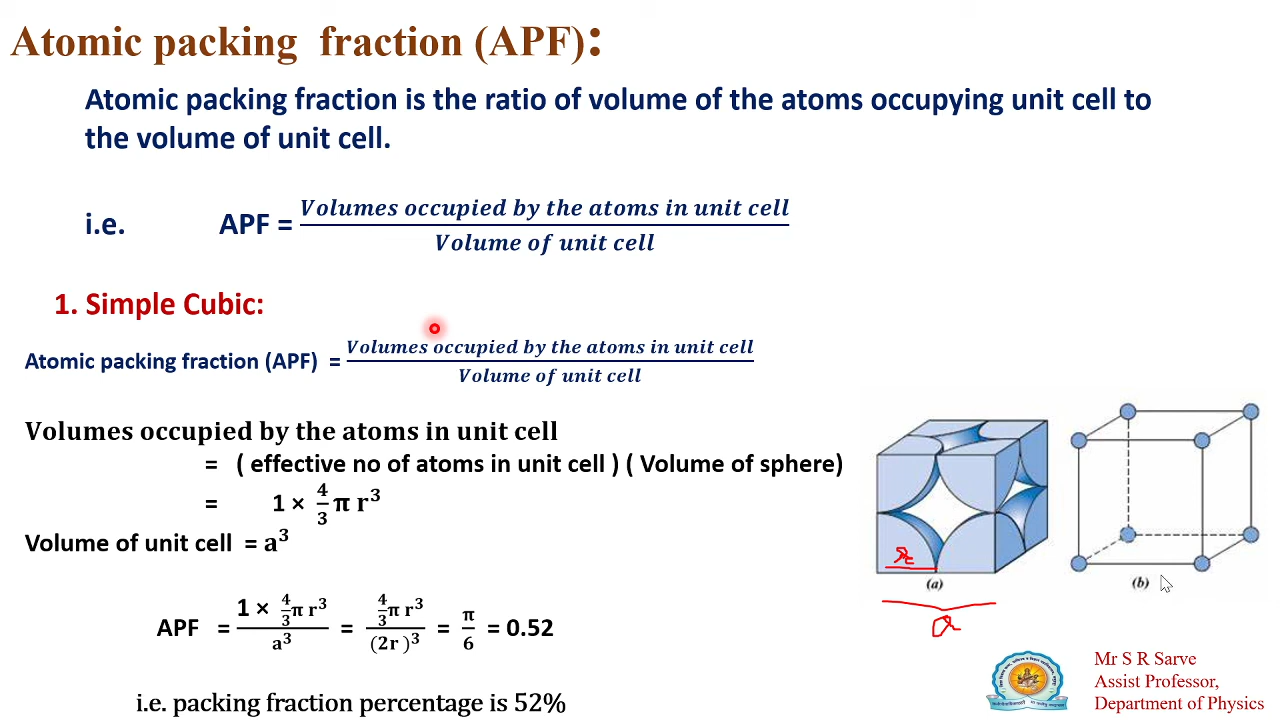 Atomic packing fraction (APF):
Atomic packing fraction is the ratio of volume of the atoms occupying unit cell to
the volume of unit cell.
i.e. APF = Volumes occupied by the atoms in unit cell / Volume of unit cell
1. Simple Cubic:
Atomic packing fraction (APF) = Volumes occupied by the atoms in unit cell / Volume of unit cell
Volumes occupied by the atoms in unit cell
= ( effective no of atoms in unit cell ) ( Volume of sphere)
= 1 × 4/3 π r³
Volume of unit cell = a³
APF = (1 × 4/3 π r³) / a³ = (4/3 π r³) / (2r )³ = π/6 = 0.52
i.e. packing fraction percentage is 52%
r
(a)
(b)
a
Mr S R Sarve
Assist Professor,
Department of Physics